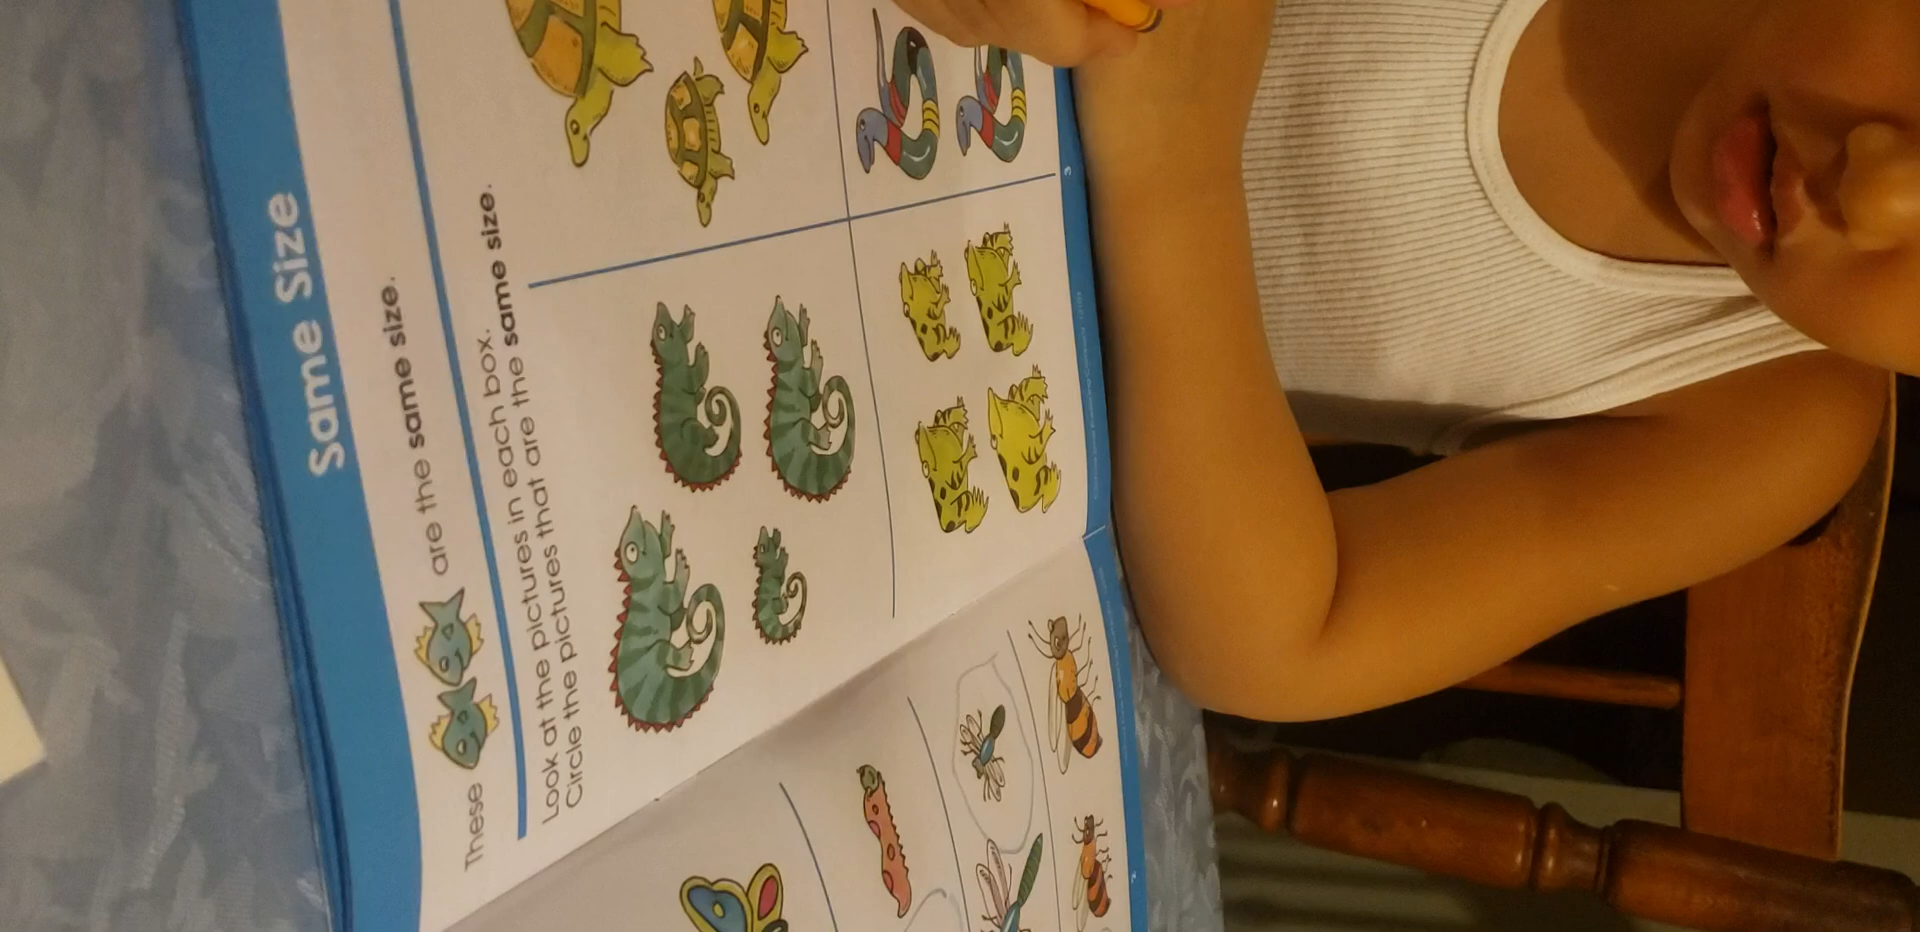 Same Size
These are the same size.
Look at the pictures in each box.
Circle the pictures that are the same size.
3